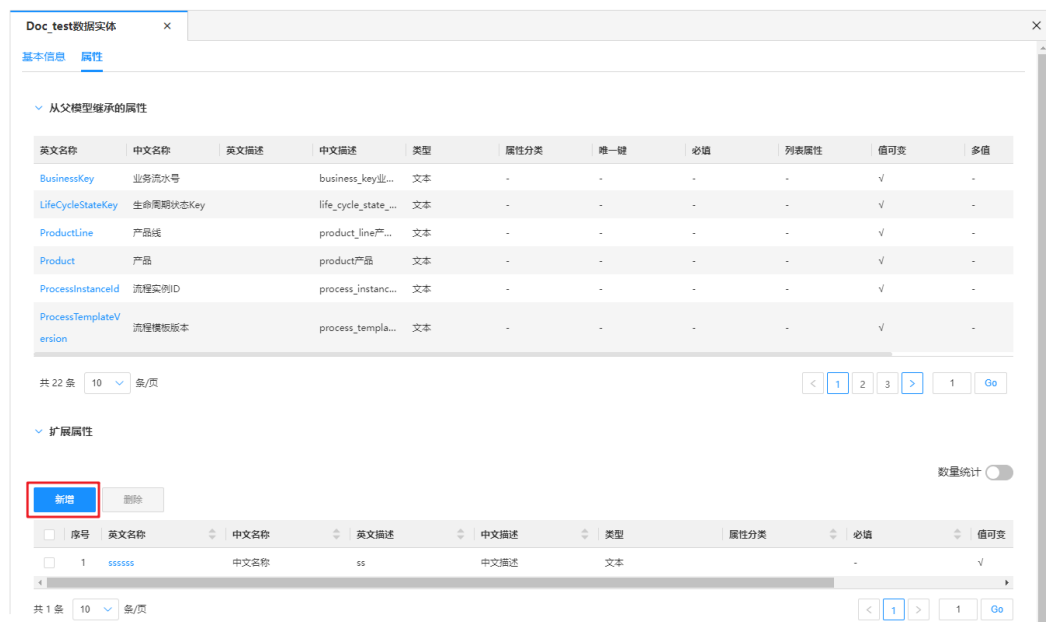 Doc_test数据实体 ×
基本信息 属性
从父模型继承的属性
英文名称 中文名称 英文描述 中文描述 类型 属性分类 唯一键 必填 列表属性 值可变 多值
BusinessKey 业务流水号 business_key业... 文本 - - - - √ -
LifeCycleStateKey 生命周期状态Key life_cycle_state_... 文本 - - - - √ -
ProductLine 产品线 product_line产... 文本 - - - - √ -
Product 产品 product产品 文本 - - - - √ -
ProcessInstanceId 流程实例ID process_instanc... 文本 - - - - √ -
ProcessTemplateV
ersion 流程模板版本 process_templa... 文本 - - - - √ -
共 22 条 10 条/页 < 1 2 3 > 1 Go
扩展属性
数量统计
新增 删除
序号 英文名称 中文名称 英文描述 中文描述 类型 属性分类 必填 值可变
1 ssssss 中文名称 ss 中文描述 文本 - √
共 1 条 10 条/页 < 1 > 1 Go